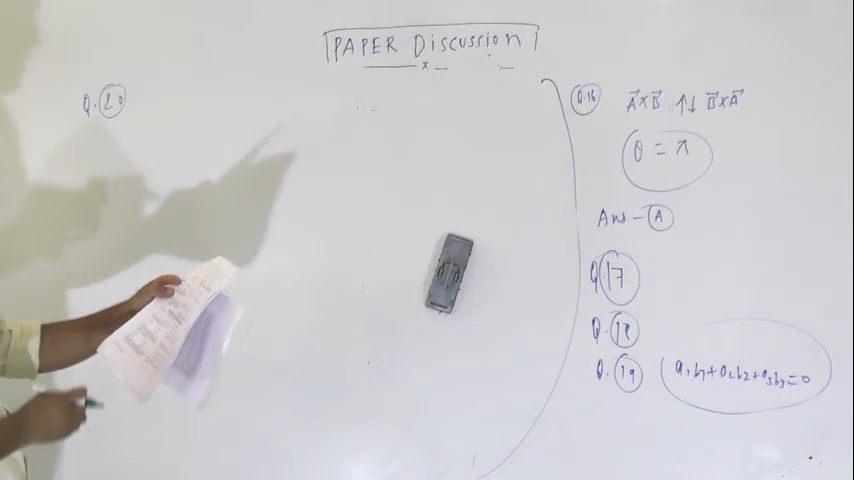 PAPER Discussion
x
Q. 20
Q.16 A⃗×B⃗ ↑↓ B⃗×A⃗
θ = π
Ans – A
Q. 17
Q. 18
Q. 19 a₁b₁+a₂b₂+a₃b₃=0